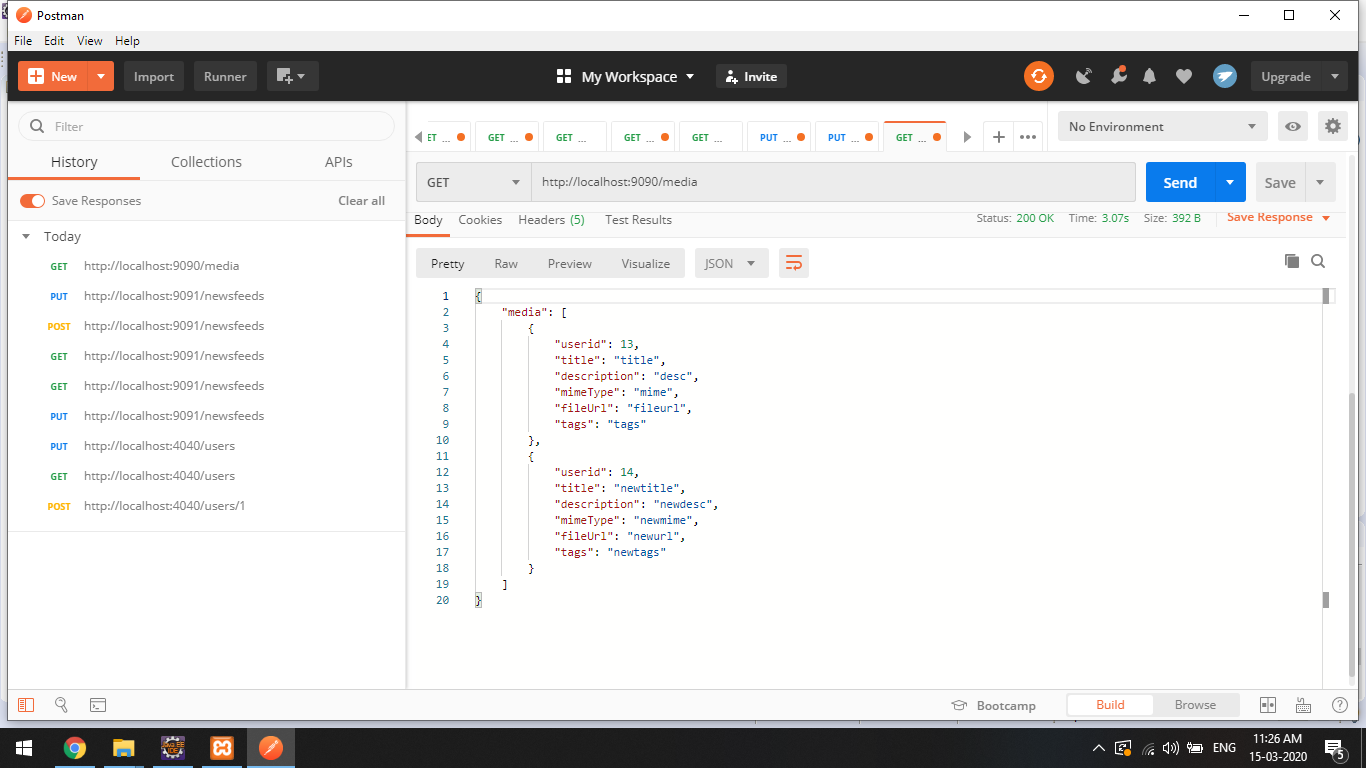 Postman
File Edit View Help
New Import Runner My Workspace Invite Upgrade
Filter
History Collections APIs
Save Responses Clear all
Today
GET http://localhost:9090/media
PUT http://localhost:9091/newsfeeds
POST http://localhost:9091/newsfeeds
GET http://localhost:9091/newsfeeds
GET http://localhost:9091/newsfeeds
PUT http://localhost:9091/newsfeeds
PUT http://localhost:4040/users
GET http://localhost:4040/users
POST http://localhost:4040/users/1
ET ... GET ... GET ... GET ... GET ... PUT ... PUT ... GET ... No Environment
GET http://localhost:9090/media Send Save
Body Cookies Headers (5) Test Results Status: 200 OK Time: 3.07s Size: 392 B Save Response
Pretty Raw Preview Visualize JSON
1 {
2 "media": [
3 {
4 "userid": 13,
5 "title": "title",
6 "description": "desc",
7 "mimeType": "mime",
8 "fileUrl": "fileurl",
9 "tags": "tags"
10 },
11 {
12 "userid": 14,
13 "title": "newtitle",
14 "description": "newdesc",
15 "mimeType": "newmime",
16 "fileUrl": "newurl",
17 "tags": "newtags"
18 }
19 ]
20 }
Bootcamp Build Browse
ENG 11:26 AM
15-03-2020 5